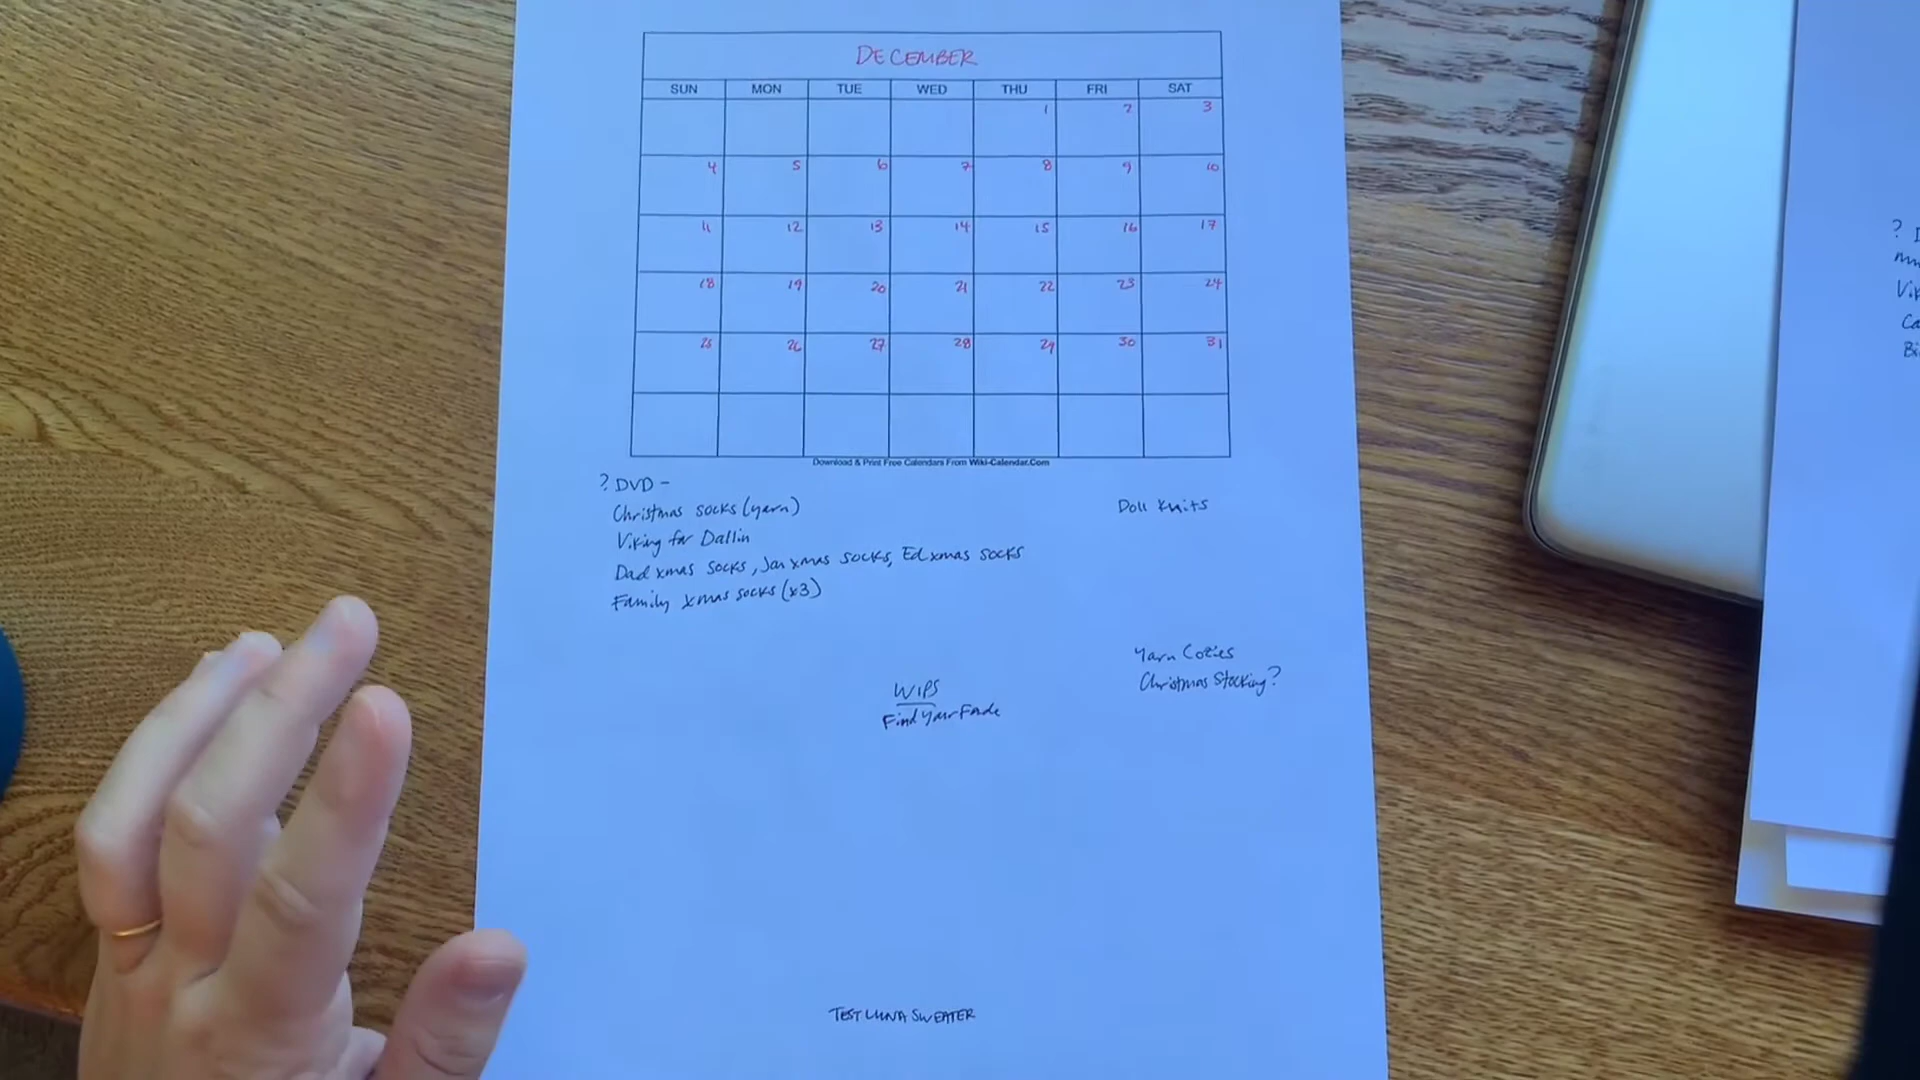 DECEMBER
SUN MON TUE WED THU FRI SAT
1 2 3
4 5 6 7 8 9 10
11 12 13 14 15 16 17
18 19 20 21 22 23 24
25 26 27 28 29 30 31
Download & Print Free Calendars From Wiki-Calendar.Com
? DVD -
Christmas socks (yarn)
Viking for Dallin
Dad xmas socks, Jan xmas socks, Ed xmas socks
Family xmas socks (x3)
Doll Knits
Yarn Cozies
Christmas Stocking?
WIPS
Find Your Fade
TEST LUNA SWEATER
?